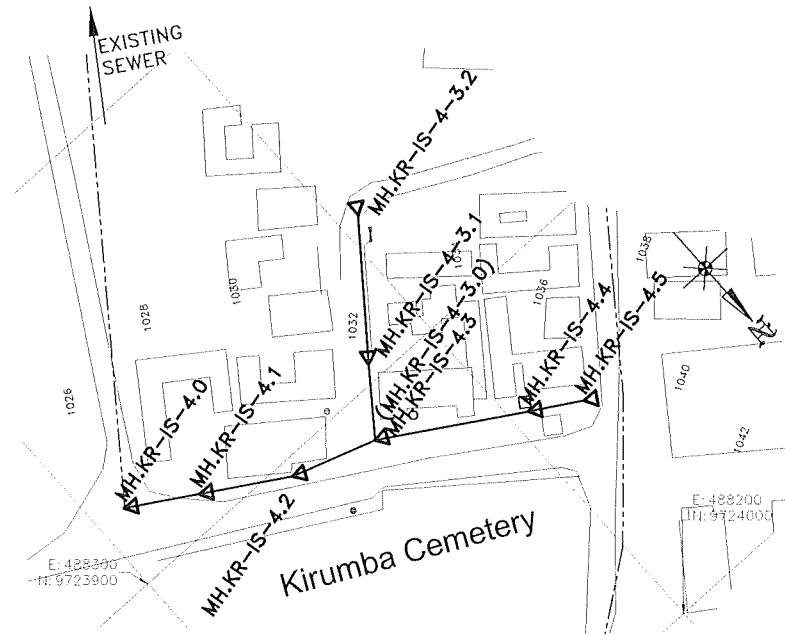 EXISTING
SEWER
MH.KR-IS-4-3.2
MH.KR-IS-4-3.1
(MH.KR-IS-4-3.0)
MH.KR-IS-4.3
MH.KR-IS-4.4
MH.KR-IS-4.5
1038
1036
1030
1028
1032
1026
1040
1042
N
MH.KR-IS-4.0
MH.KR-IS-4.1
MH.KR-IS-4.2
E: 488200
N: 9724000
E: 488300
N: 9723900
Kirumba Cemetery